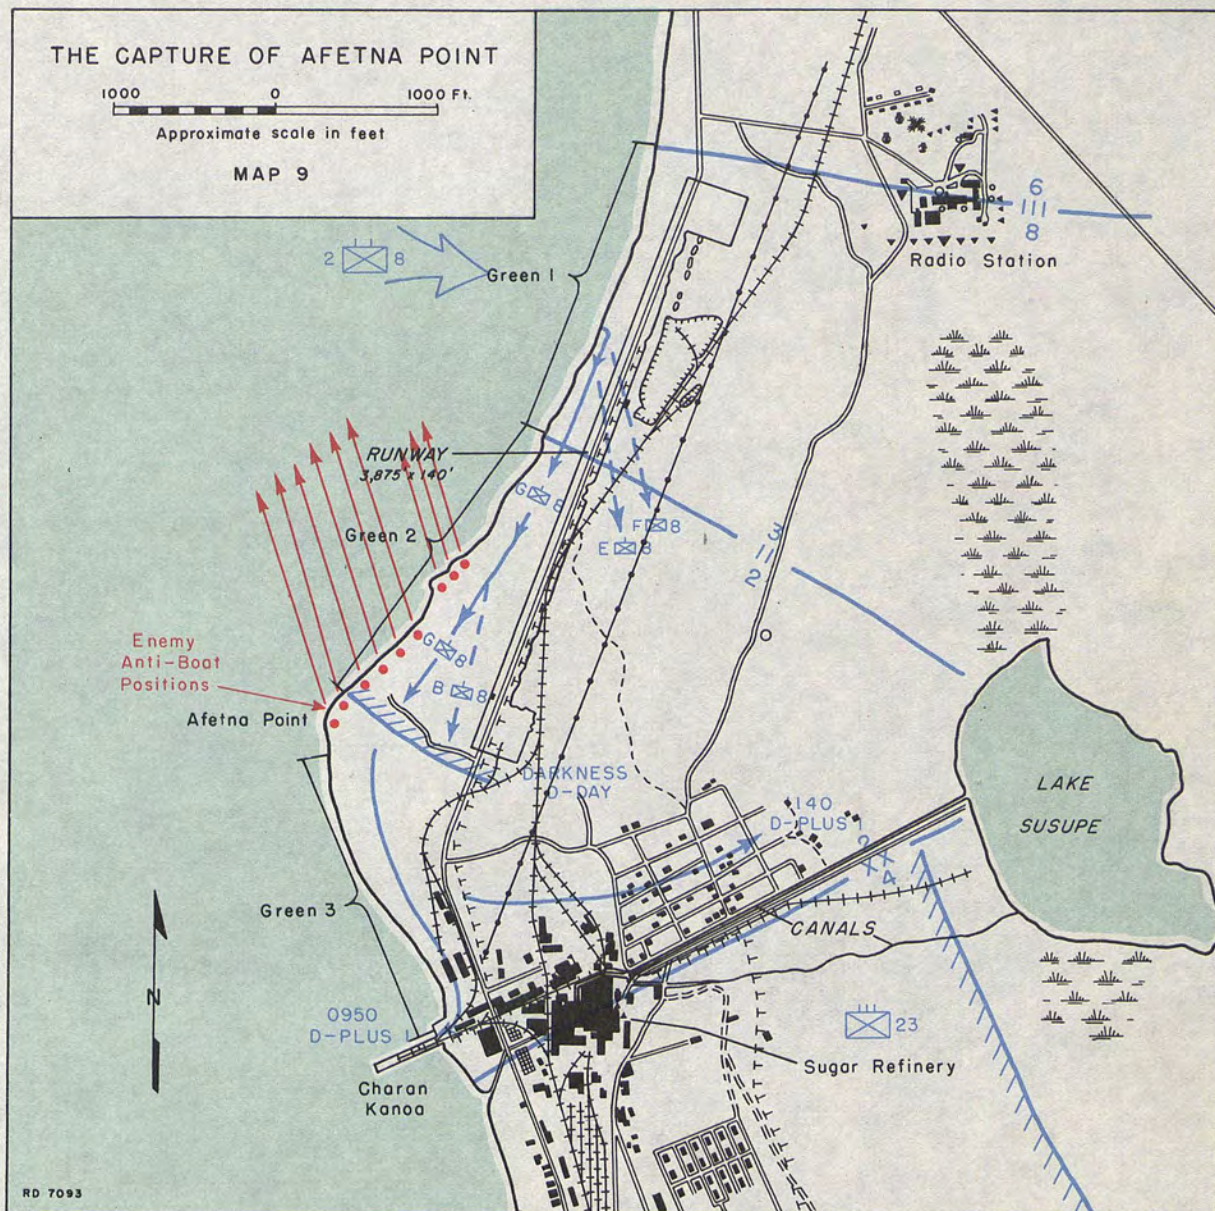 THE CAPTURE OF AFETNA POINT
1000 0 1000 Ft.
Approximate scale in feet
MAP 9
6
III
8
Radio Station
2 8
Green 1
RUNWAY
3,875 x 140'
G 8
F 8
E 8
Green 2
3
II
2
Enemy
Anti-Boat
Positions
G 8
B 8
Afetna Point
DARKNESS
D-DAY
LAKE
SUSUPE
1140
D-PLUS 1
2
X
4
Green 3
CANALS
N
0950
D-PLUS 1
23
Sugar Refinery
Charan
Kanoa
RD 7093